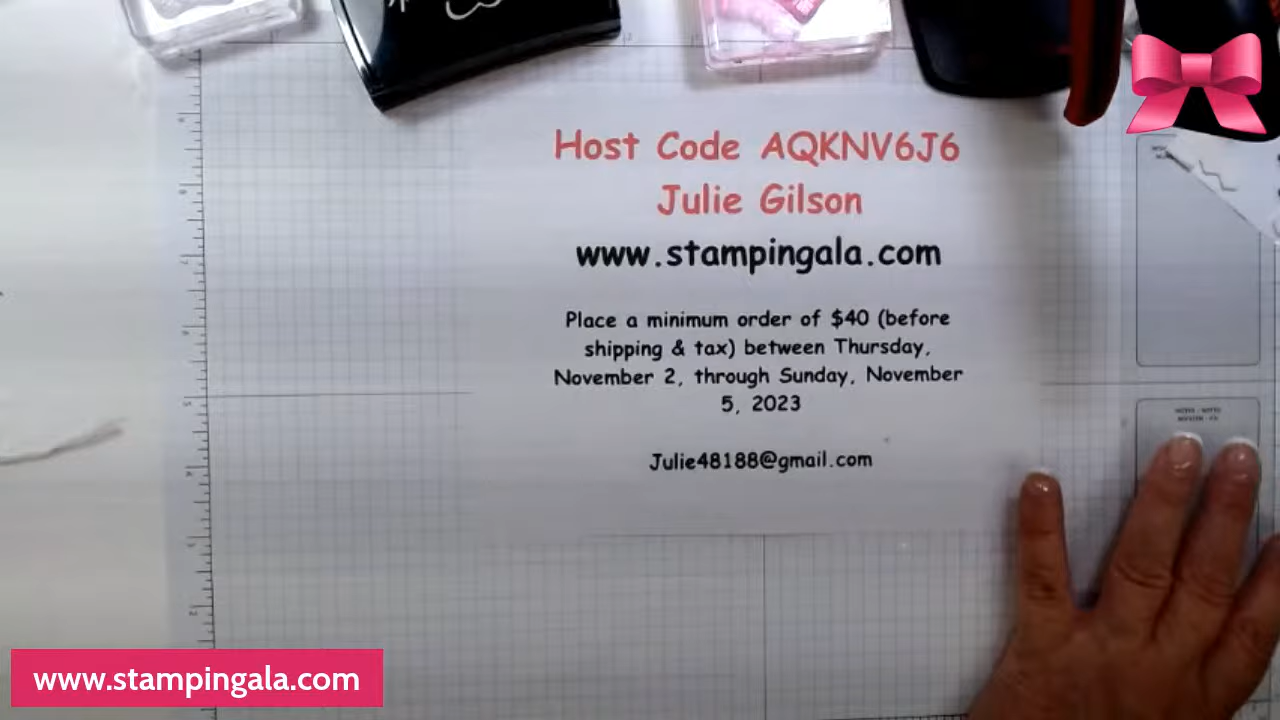 Host Code AQKNV6J6
Julie Gilson
www.stampingala.com
Place a minimum order of $40 (before
shipping & tax) between Thursday,
November 2, through Sunday, November
5, 2023
Julie48188@gmail.com
www.stampingala.com